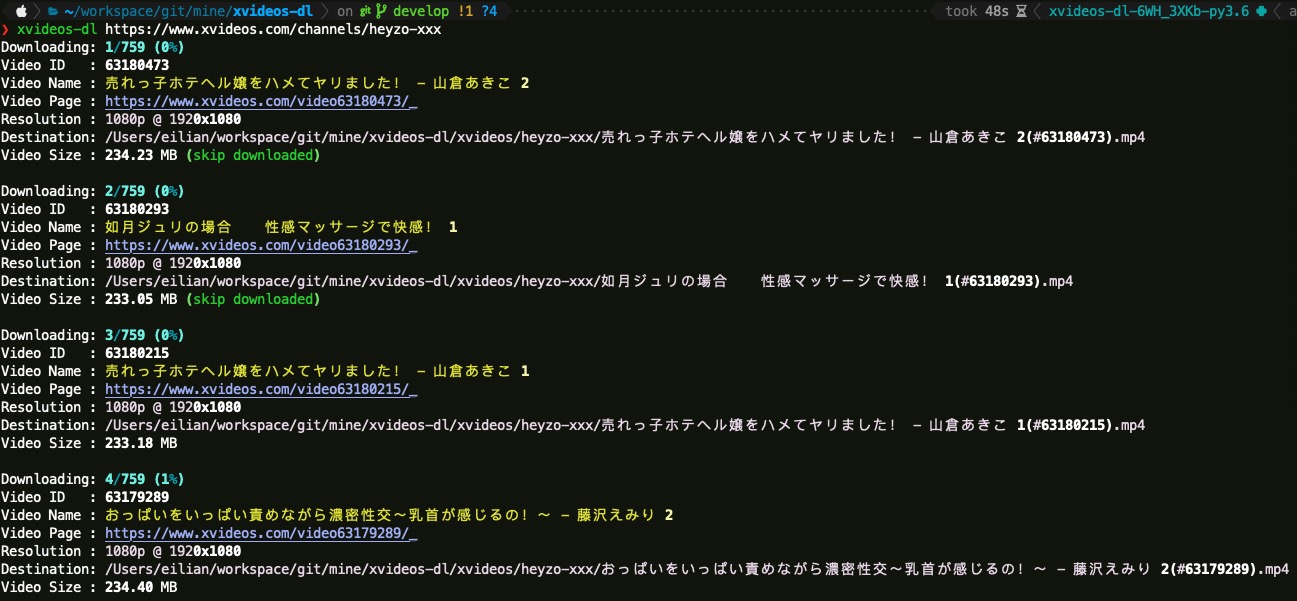 ~/workspace/git/mine/xvideos-dl on git develop !1 ?4 took 48s xvideos-dl-6WH_3XKb-py3.6 a
❯ xvideos-dl https://www.xvideos.com/channels/heyzo-xxx
Downloading: 1/759 (0%)
Video ID : 63180473
Video Name : 売れっ子ホテヘル嬢をハメてヤリました！ – 山倉あきこ 2
Video Page : https://www.xvideos.com/video63180473/_
Resolution : 1080p @ 1920x1080
Destination: /Users/eilian/workspace/git/mine/xvideos-dl/xvideos/heyzo-xxx/売れっ子ホテヘル嬢をハメてヤリました！ – 山倉あきこ 2(#63180473).mp4
Video Size : 234.23 MB (skip downloaded)
Downloading: 2/759 (0%)
Video ID : 63180293
Video Name : 如月ジュリの場合　　性感マッサージで快感！ 1
Video Page : https://www.xvideos.com/video63180293/_
Resolution : 1080p @ 1920x1080
Destination: /Users/eilian/workspace/git/mine/xvideos-dl/xvideos/heyzo-xxx/如月ジュリの場合　　性感マッサージで快感！ 1(#63180293).mp4
Video Size : 233.05 MB (skip downloaded)
Downloading: 3/759 (0%)
Video ID : 63180215
Video Name : 売れっ子ホテヘル嬢をハメてヤリました！ – 山倉あきこ 1
Video Page : https://www.xvideos.com/video63180215/_
Resolution : 1080p @ 1920x1080
Destination: /Users/eilian/workspace/git/mine/xvideos-dl/xvideos/heyzo-xxx/売れっ子ホテヘル嬢をハメてヤリました！ – 山倉あきこ 1(#63180215).mp4
Video Size : 233.18 MB
Downloading: 4/759 (1%)
Video ID : 63179289
Video Name : おっぱいをいっぱい責めながら濃密性交〜乳首が感じるの！〜 – 藤沢えみり 2
Video Page : https://www.xvideos.com/video63179289/_
Resolution : 1080p @ 1920x1080
Destination: /Users/eilian/workspace/git/mine/xvideos-dl/xvideos/heyzo-xxx/おっぱいをいっぱい責めながら濃密性交〜乳首が感じるの！〜 – 藤沢えみり 2(#63179289).mp4
Video Size : 234.40 MB